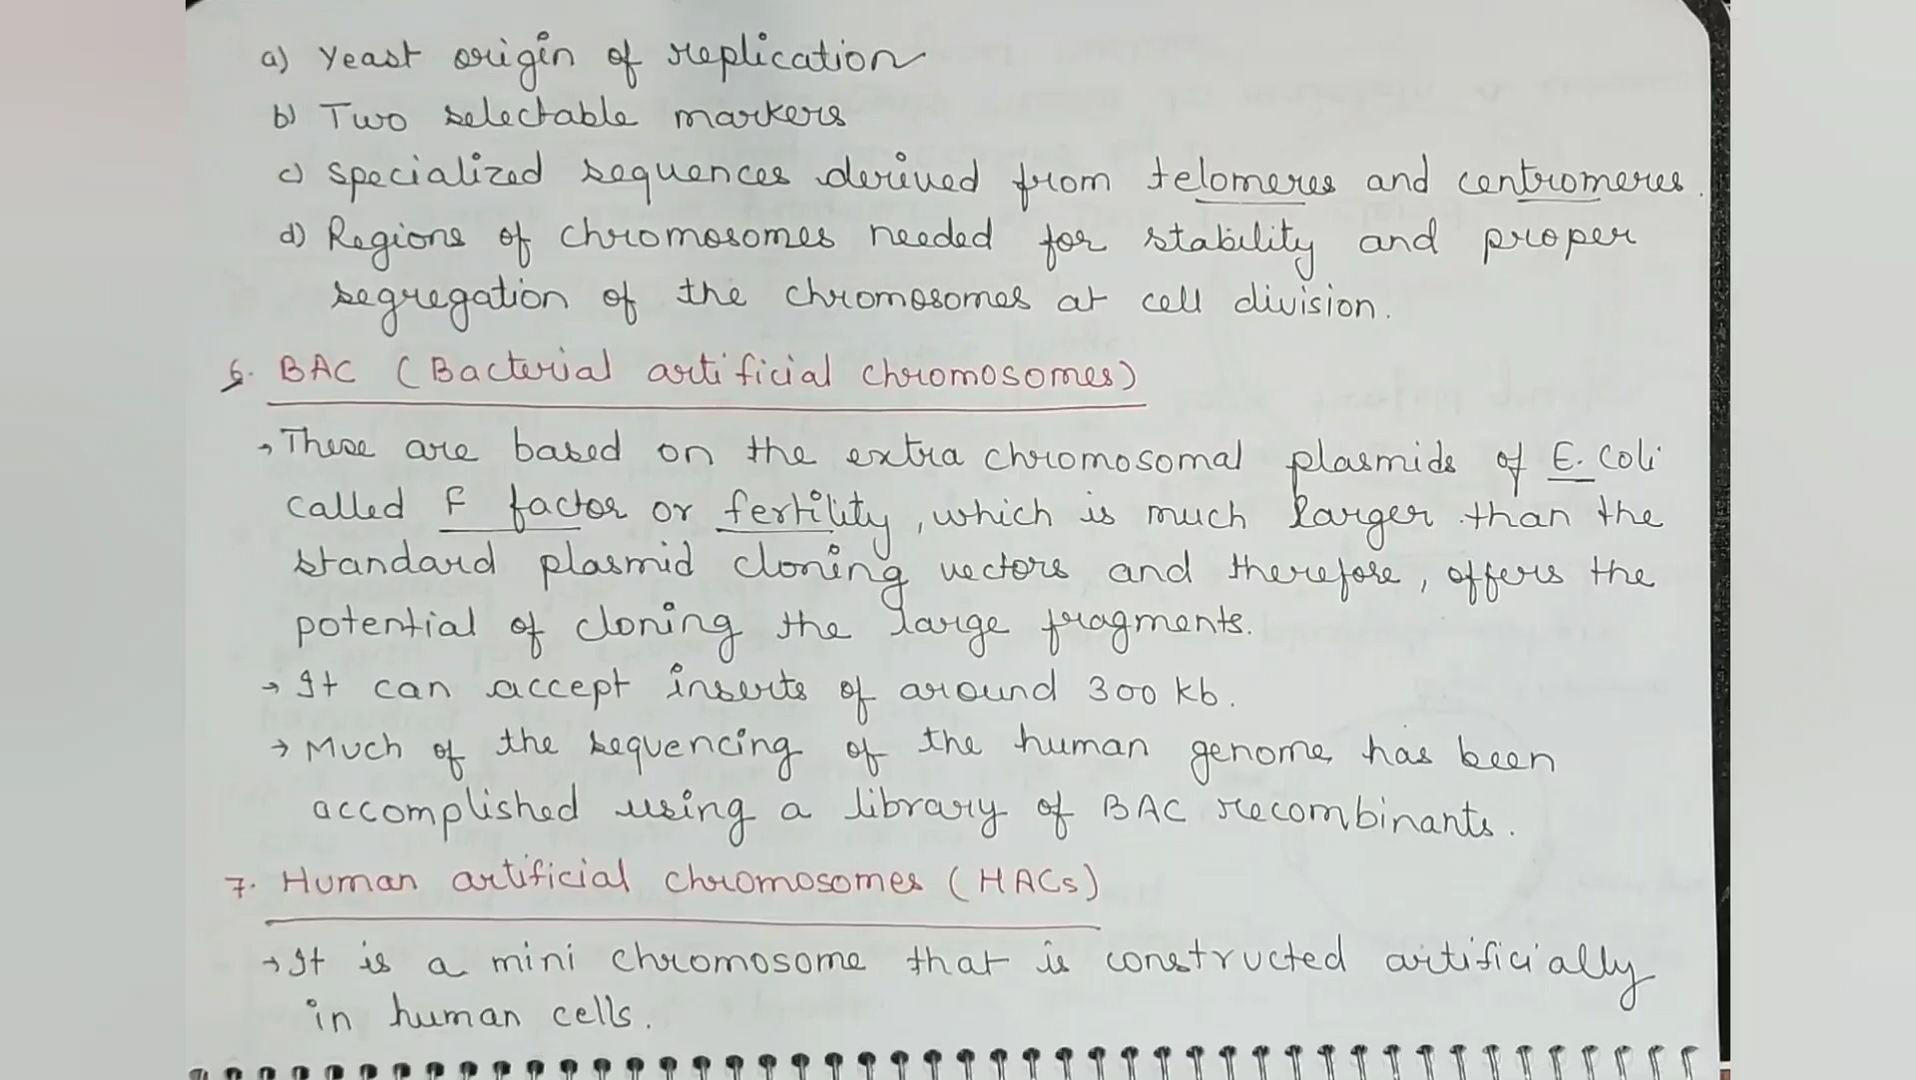 a) Yeast origin of replication
b) Two selectable markers
c) specialized sequences derived from telomeres and centromeres.
d) Regions of chromosomes needed for stability and proper
segregation of the chromosomes at cell division.
6. BAC (Bacterial artificial chromosomes)
→ These are based on the extra chromosomal plasmids of E. Coli
called F factor or fertility, which is much larger than the
standard plasmid cloning vectors and therefore, offers the
potential of cloning the large fragments.
→ It can accept inserts of around 300 kb.
→ Much of the sequencing of the human genome has been
accomplished using a library of BAC recombinants.
7. Human artificial chromosomes (HACs)
→ It is a mini chromosome that is constructed artificially
in human cells.